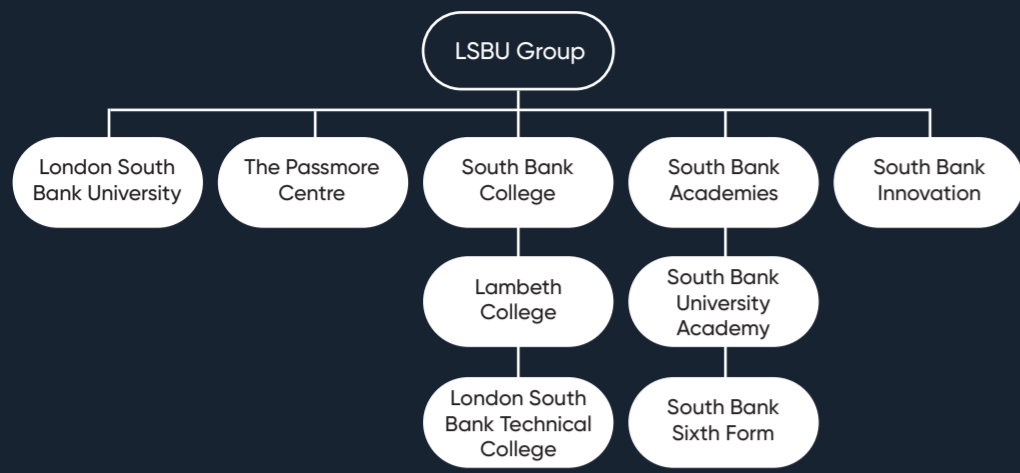 LSBU Group
London South
Bank University
The Passmore
Centre
South Bank
College
South Bank
Academies
South Bank
Innovation
Lambeth
College
South Bank
University
Academy
London South
Bank Technical
College
South Bank
Sixth Form